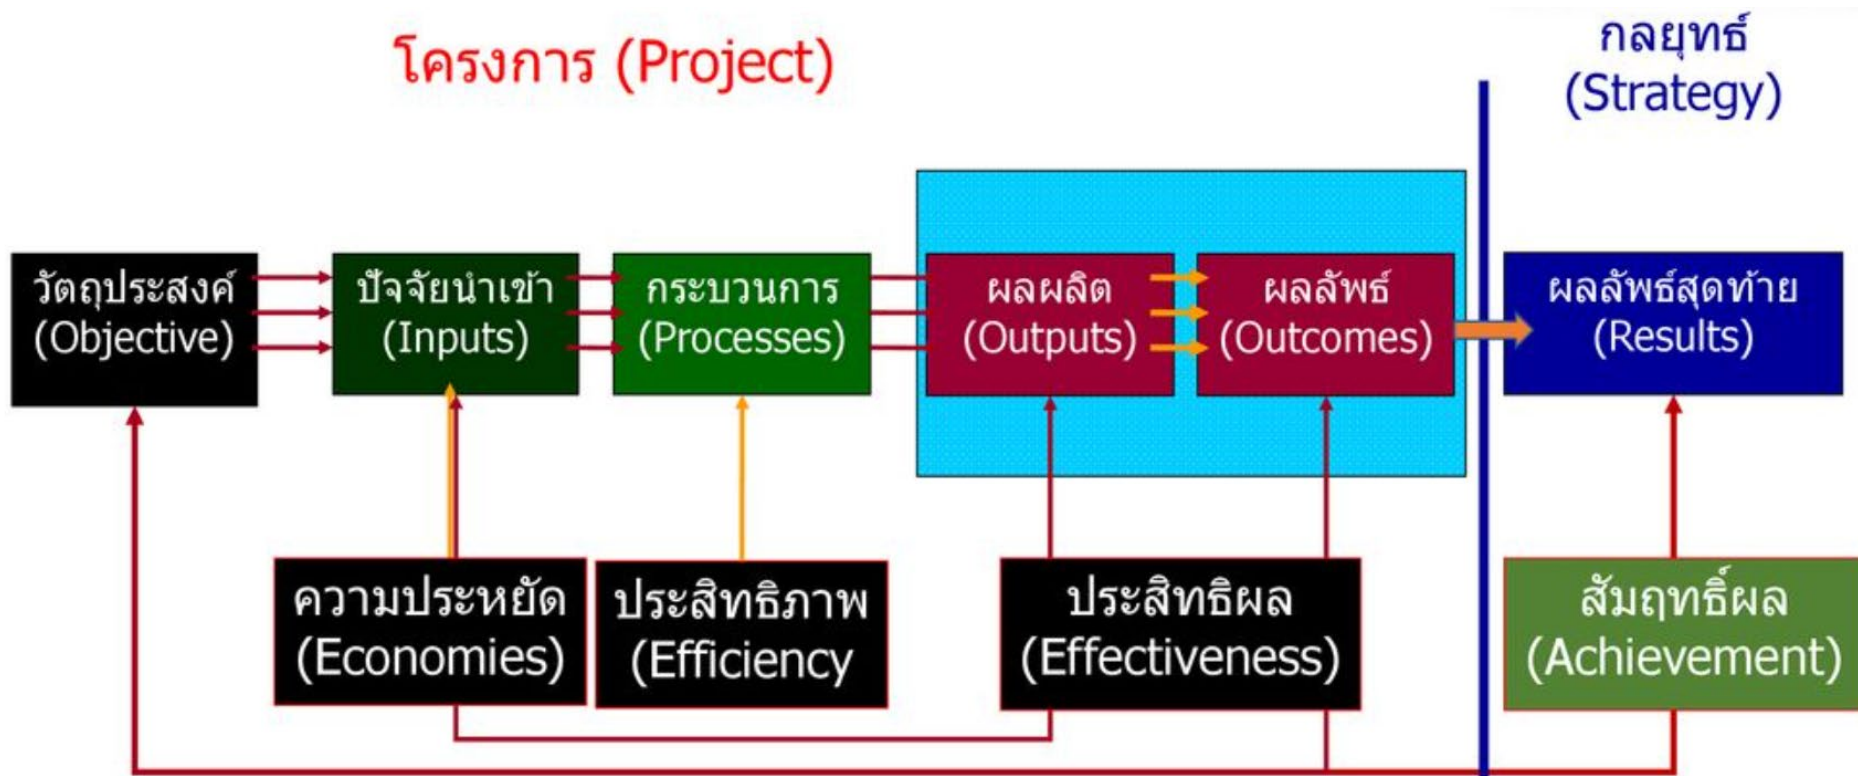 โครงการ (Project)
กลยุทธ์
(Strategy)
วัตถุประสงค์
(Objective)
ปัจจัยนำเข้า
(Inputs)
กระบวนการ
(Processes)
ผลผลิต
(Outputs)
ผลลัพธ์
(Outcomes)
ผลลัพธ์สุดท้าย
(Results)
ความประหยัด
(Economies)
ประสิทธิภาพ
(Efficiency
ประสิทธิผล
(Effectiveness)
สัมฤทธิ์ผล
(Achievement)